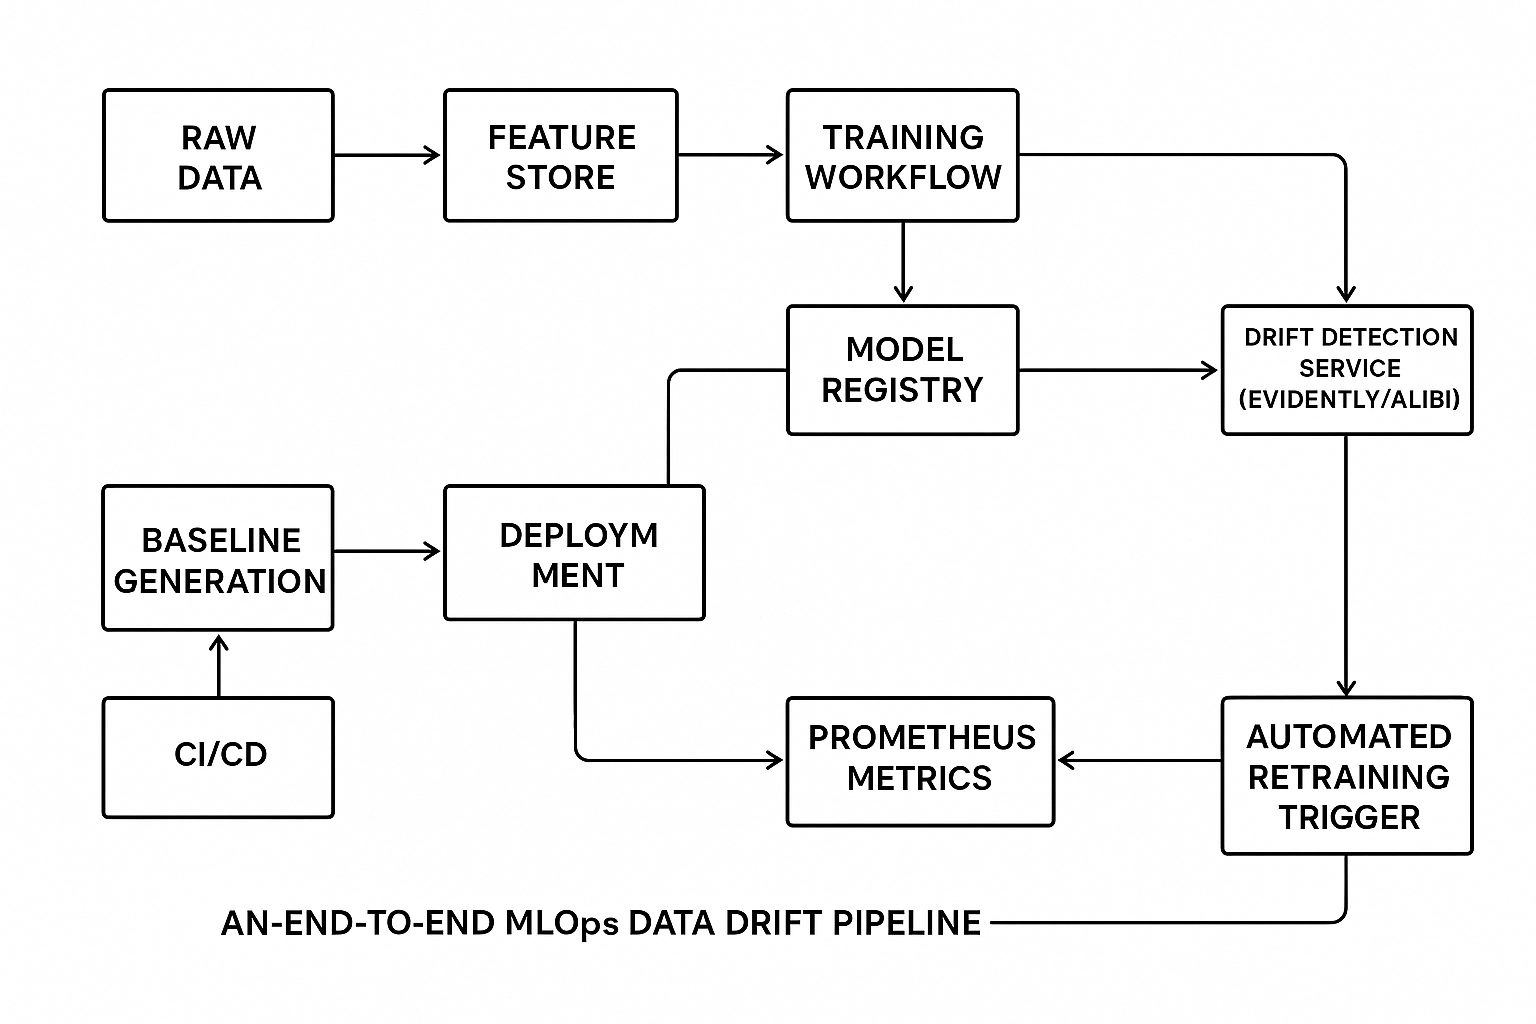 RAW
DATA
FEATURE
STORE
TRAINING
WORKFLOW
MODEL
REGISTRY
DRIFT DETECTION
SERVICE
(EVIDENTLY/ALIBI)
BASELINE
GENERATION
DEPLOYM
MENT
CI/CD
PROMETHEUS
METRICS
AUTOMATED
RETRAINING
TRIGGER
AN-END-TO-END MLOps DATA DRIFT PIPELINE